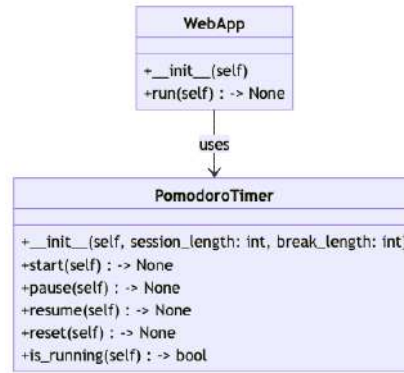 WebApp
+__init__(self)
+run(self) : -> None
uses
PomodoroTimer
+__init__(self, session_length: int, break_length: int)
+start(self) : -> None
+pause(self) : -> None
+resume(self) : -> None
+reset(self) : -> None
+is_running(self) : -> bool